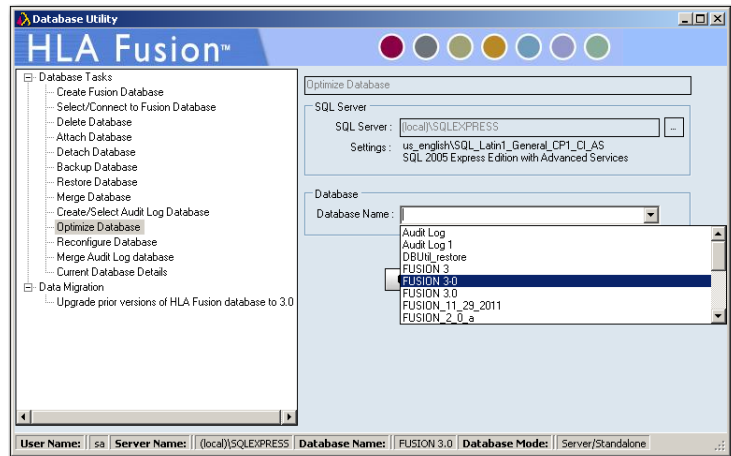 Database Utility
HLA Fusion™
Database Tasks
Create Fusion Database
Select/Connect to Fusion Database
Delete Database
Attach Database
Detach Database
Backup Database
Restore Database
Merge Database
Create/Select Audit Log Database
Optimize Database
Reconfigure Database
Merge Audit Log database
Current Database Details
Data Migration
Upgrade prior versions of HLA Fusion database to 3.0
Optimize Database
SQL Server
SQL Server : (local)\SQLEXPRESS ...
Settings : us_english\SQL_Latin1_General_CP1_CI_AS
SQL 2005 Express Edition with Advanced Services
Database
Database Name :
Audit Log
Audit Log 1
DBUtil_restore
FUSION 3
FUSION 3-0
FUSION 3.0
FUSION_11_29_2011
FUSION_2_0_a
User Name: sa Server Name: (local)\SQLEXPRESS Database Name: FUSION 3.0 Database Mode: Server/Standalone